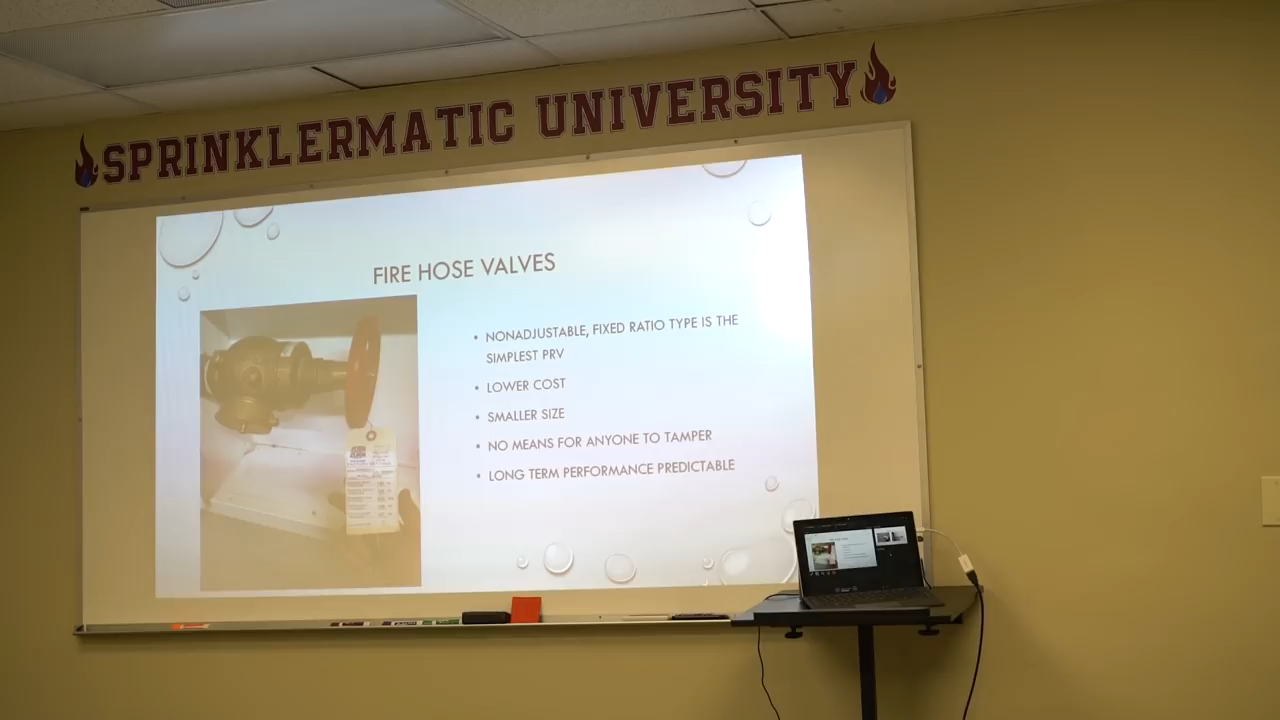 SPRINKLERMATIC UNIVERSITY
FIRE HOSE VALVES
• NONADJUSTABLE, FIXED RATIO TYPE IS THE
SIMPLEST PRV
• LOWER COST
• SMALLER SIZE
• NO MEANS FOR ANYONE TO TAMPER
• LONG TERM PERFORMANCE PREDICTABLE